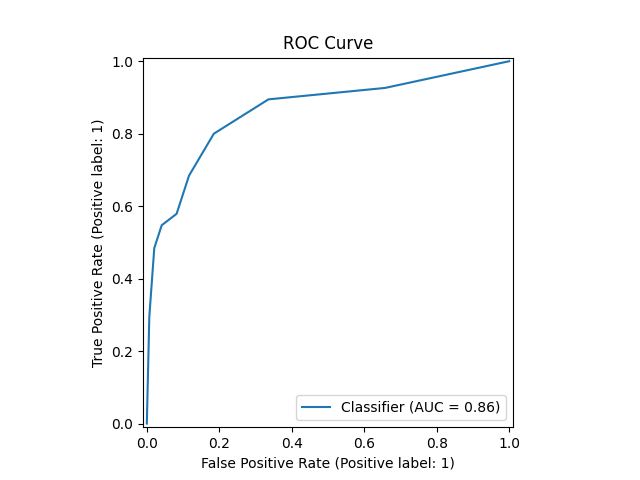 ROC Curve
1.0
0.8
0.6
0.4
0.2
0.0
True Positive Rate (Positive label: 1)
Classifier (AUC = 0.86)
0.0 0.2 0.4 0.6 0.8 1.0
False Positive Rate (Positive label: 1)